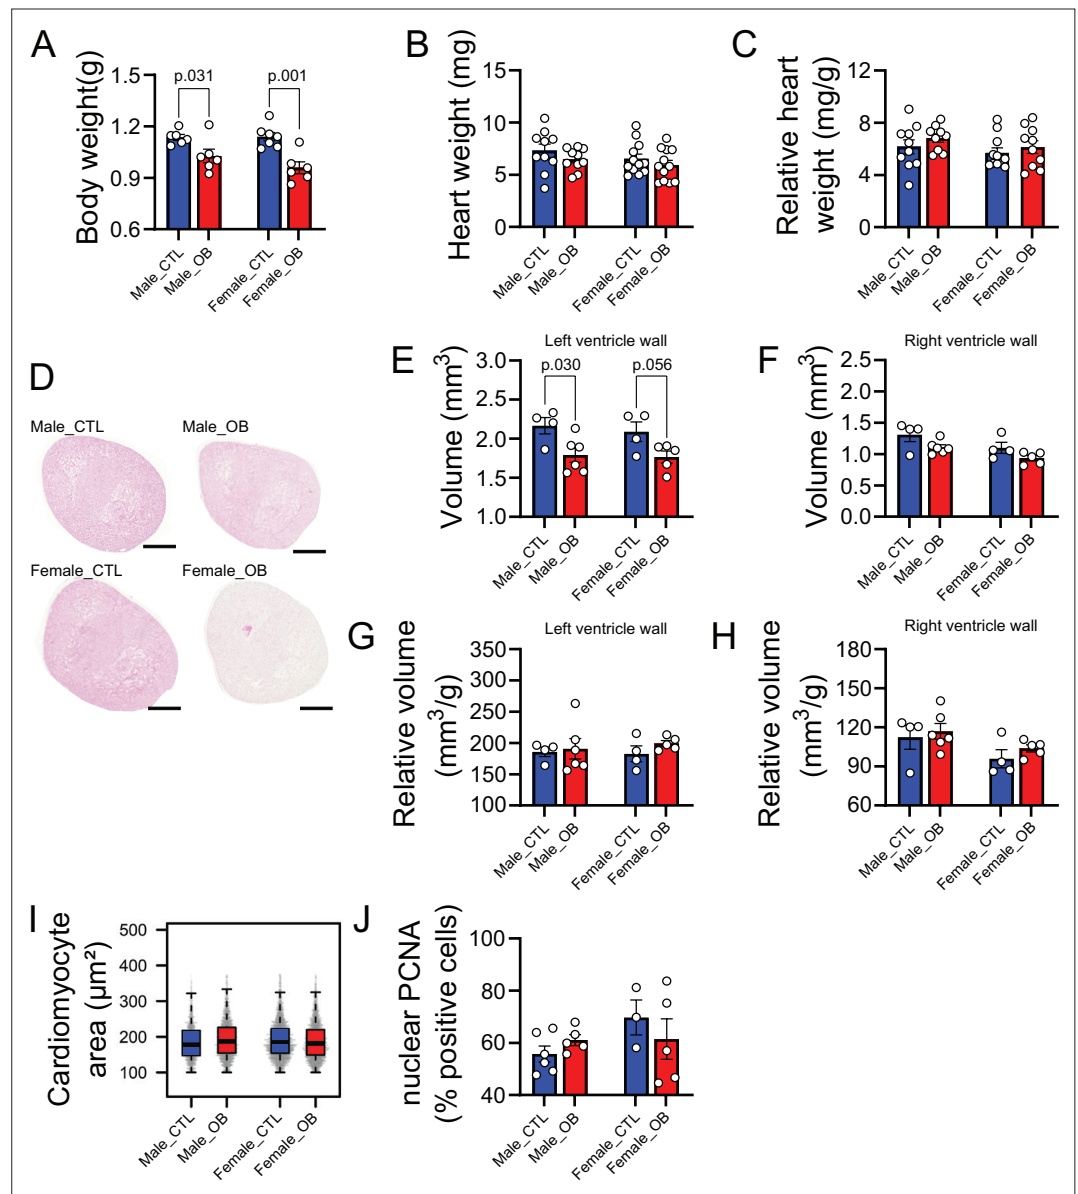 A
Body weight(g)
1.5
1.2
0.9
0.6
p.031
p.001
Male_CTL
Male_OB
Female_CTL
Female_OB
B
Heart weight (mg)
15
10
5
0
Male_CTL
Male_OB
Female_CTL
Female_OB
C
Relative heart
weight (mg/g)
12
8
4
0
Male_CTL
Male_OB
Female_CTL
Female_OB
D
Male_CTL
Male_OB
Female_CTL
Female_OB
E
Left ventricle wall
Volume (mm³)
3.0
2.5
2.0
1.5
1.0
p.030
p.056
Male_CTL
Male_OB
Female_CTL
Female_OB
F
Right ventricle wall
Volume (mm³)
2.5
2.0
1.5
1.0
0.5
0.0
Male_CTL
Male_OB
Female_CTL
Female_OB
G
Left ventricle wall
Relative volume
(mm³/g)
350
300
250
200
150
100
Male_CTL
Male_OB
Female_CTL
Female_OB
H
Right ventricle wall
Relative volume
(mm³/g)
180
150
120
90
60
Male_CTL
Male_OB
Female_CTL
Female_OB
I
Cardiomyocyte
area (µm²)
500
400
300
200
100
Male_CTL
Male_OB
Female_CTL
Female_OB
J
nuclear PCNA
(% positive cells)
100
80
60
40
Male_CTL
Male_OB
Female_CTL
Female_OB